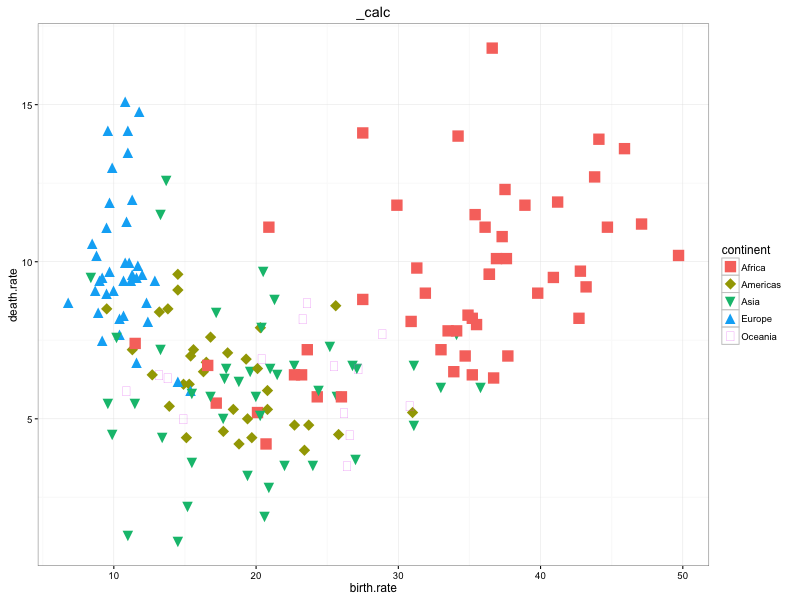 _calc
15
10
5
death.rate
10 20 30 40 50
birth.rate
continent
Africa
Americas
Asia
Europe
Oceania